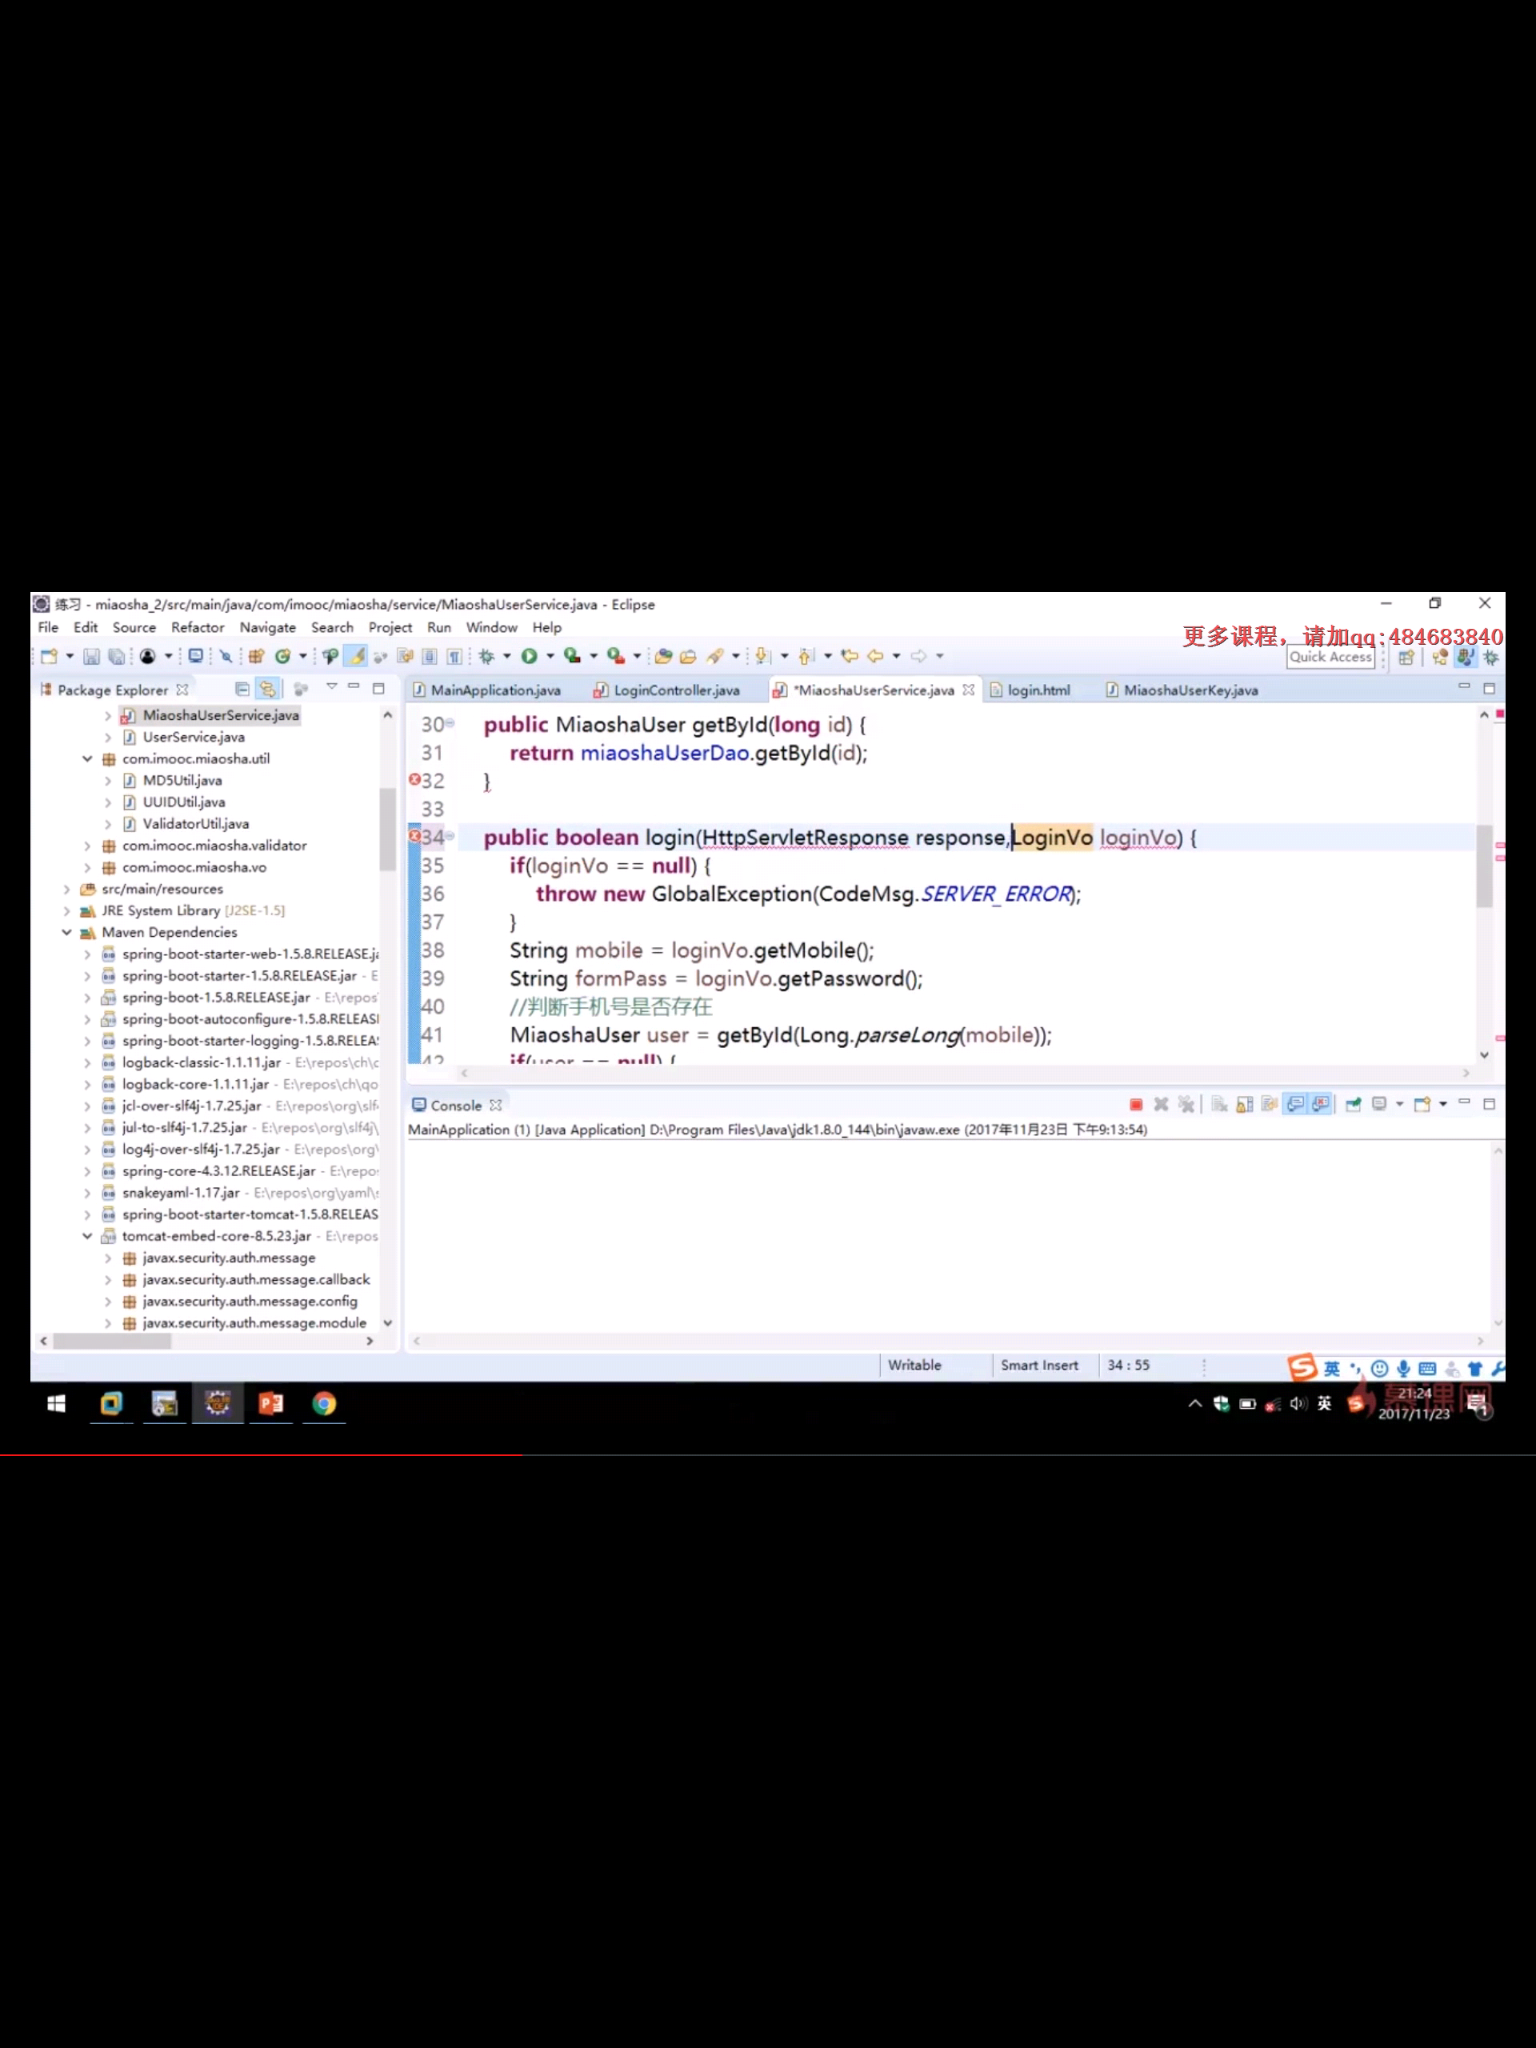 练习 - miaosha_2/src/main/java/com/imooc/miaosha/service/MiaoshaUserService.java - Eclipse
File Edit Source Refactor Navigate Search Project Run Window Help
更多课程，请加qq:484683840
Quick Access
Package Explorer
MiaoshaUserService.java
UserService.java
com.imooc.miaosha.util
MD5Util.java
UUIDUtil.java
ValidatorUtil.java
com.imooc.miaosha.validator
com.imooc.miaosha.vo
src/main/resources
JRE System Library [J2SE-1.5]
Maven Dependencies
spring-boot-starter-web-1.5.8.RELEASE.ja
spring-boot-starter-1.5.8.RELEASE.jar - E
spring-boot-1.5.8.RELEASE.jar - E:\repos
spring-boot-autoconfigure-1.5.8.RELEASI
spring-boot-starter-logging-1.5.8.RELEA
logback-classic-1.1.11.jar - E:\repos\ch\c
logback-core-1.1.11.jar - E:\repos\ch\qo
jcl-over-slf4j-1.7.25.jar - E:\repos\org\slf
jul-to-slf4j-1.7.25.jar - E:\repos\org\slf4j\
log4j-over-slf4j-1.7.25.jar - E:\repos\org\
spring-core-4.3.12.RELEASE.jar - E:\repo
snakeyaml-1.17.jar - E:\repos\org\yaml\s
spring-boot-starter-tomcat-1.5.8.RELEAS
tomcat-embed-core-8.5.23.jar - E:\repos
javax.security.auth.message
javax.security.auth.message.callback
javax.security.auth.message.config
javax.security.auth.message.module
MainApplication.java LoginController.java *MiaoshaUserService.java login.html MiaoshaUserKey.java
30 public MiaoshaUser getById(long id) {
31 return miaoshaUserDao.getById(id);
32 }
33
34 public boolean login(HttpServletResponse response,LoginVo loginVo) {
35 if(loginVo == null) {
36 throw new GlobalException(CodeMsg.SERVER_ERROR);
37 }
38 String mobile = loginVo.getMobile();
39 String formPass = loginVo.getPassword();
40 //判断手机号是否存在
41 MiaoshaUser user = getById(Long.parseLong(mobile));
42 if(user == null) {
Console
MainApplication (1) [Java Application] D:\Program Files\Java\jdk1.8.0_144\bin\javaw.exe (2017年11月23日 下午9:13:54)
Writable Smart Insert 34 : 55
英
英
慕课网
21:24
2017/11/23